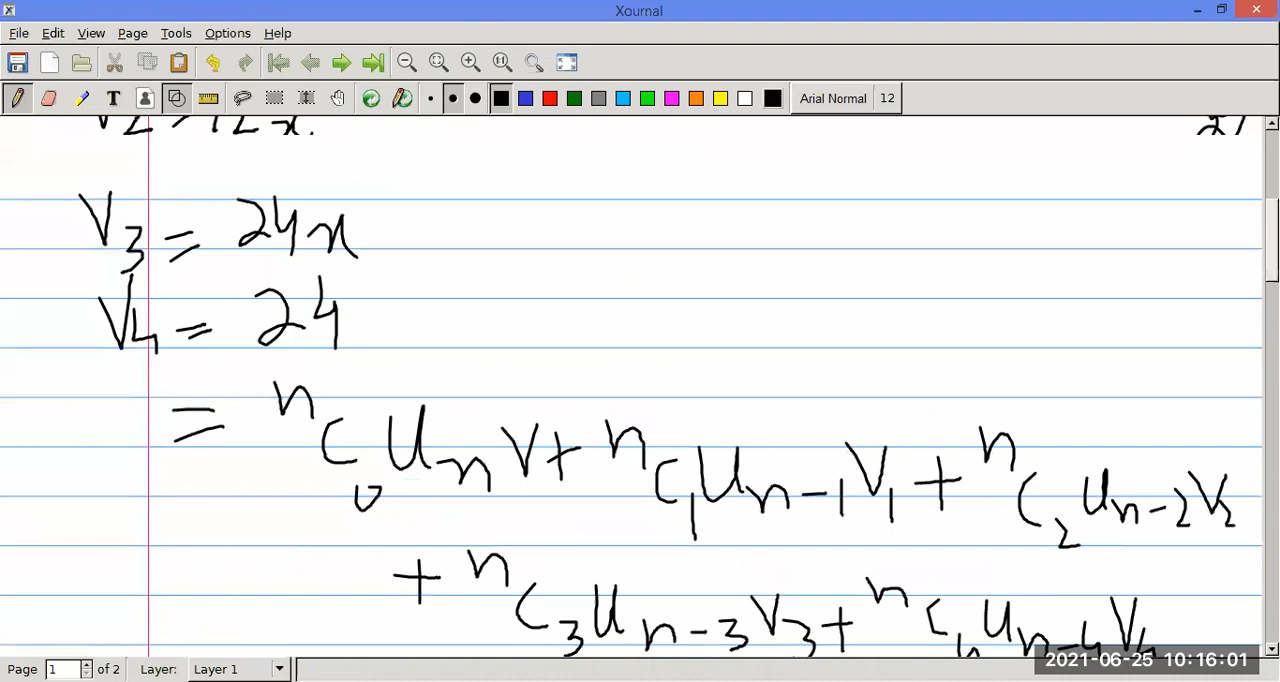 Xournal
File Edit View Page Tools Options Help
Arial Normal 12
V₂ = 12x.
V₃ = 24x
V₄ = 24
= ⁿC₀ Uₙ V + ⁿC₁ Uₙ₋₁ V₁ + ⁿC₂ Uₙ₋₂ V₂
+ ⁿC₃ Uₙ₋₃ V₃ + ⁿC₄ Uₙ₋₄ V₄
Page 1 of 2 Layer: Layer 1
2021-06-25 10:16:01